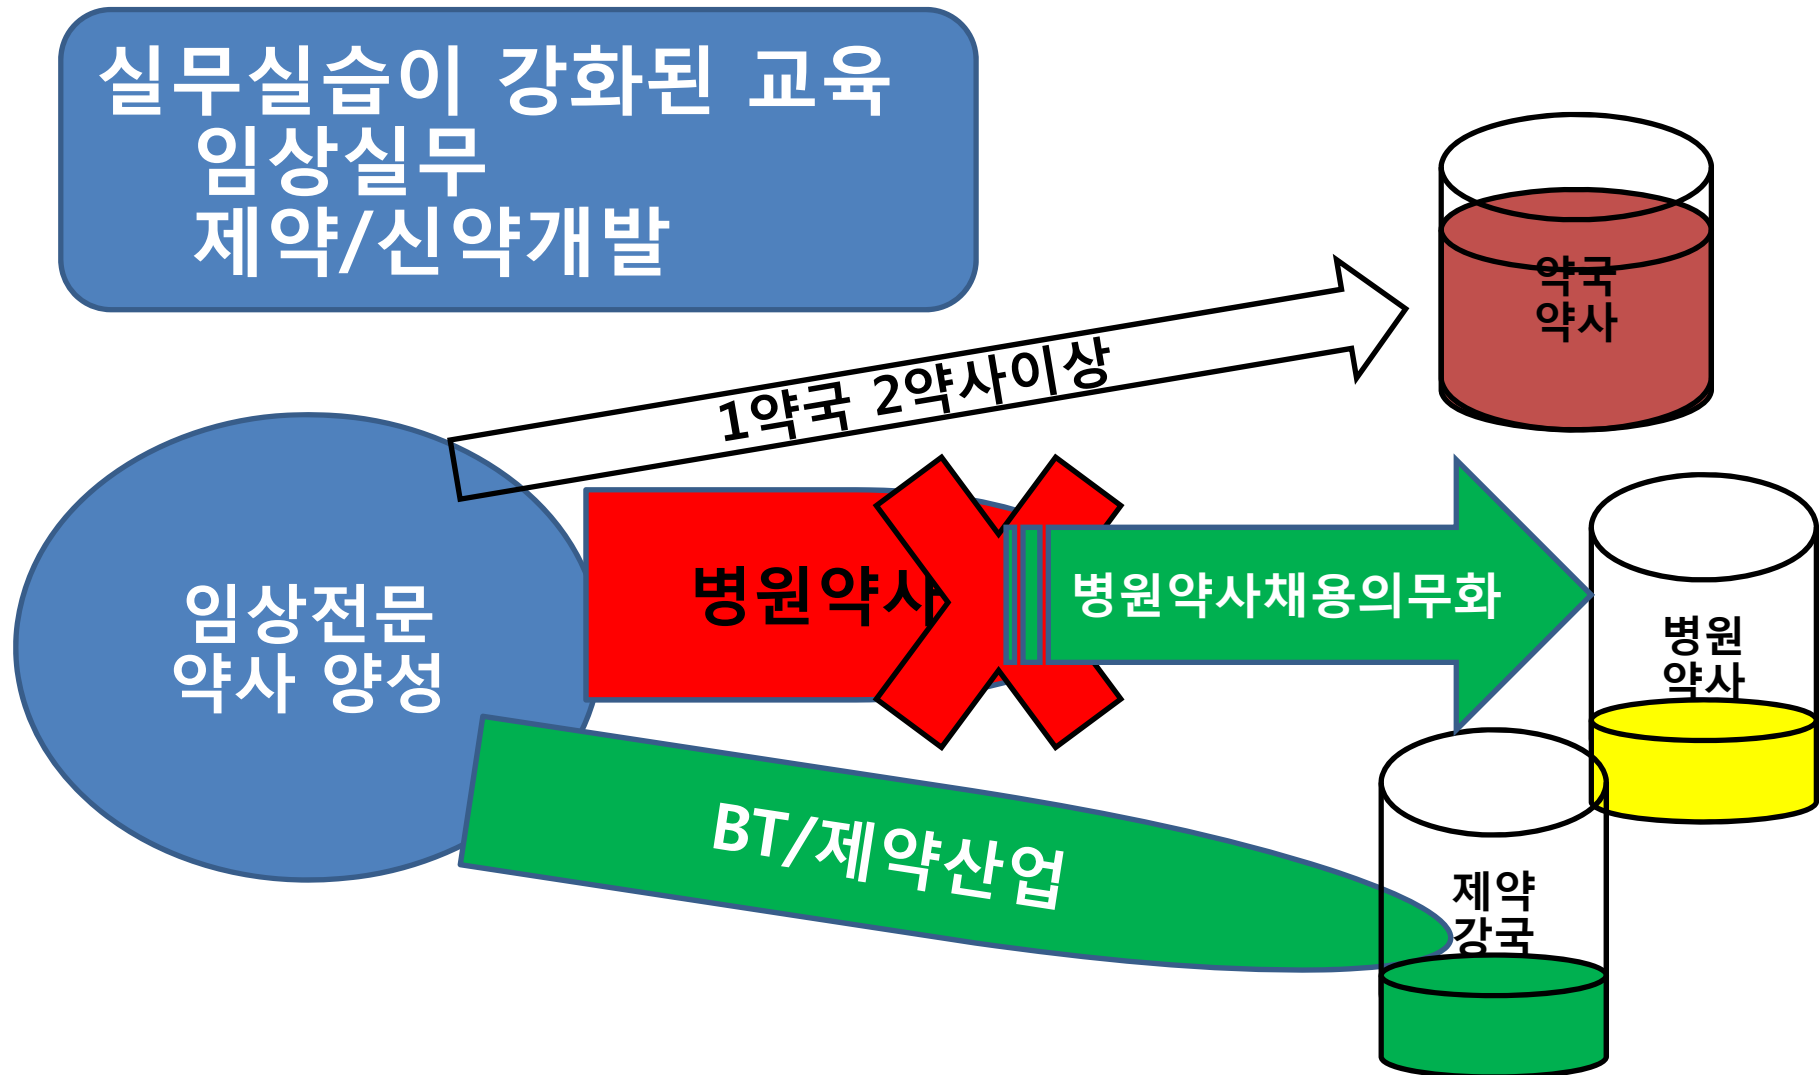 실무실습이 강화된 교육
임상실무
제약/신약개발
약국
약사
1약국 2약사이상
임상전문
약사 양성
병원약사
병원약사채용의무화
병원
약사
BT/제약산업
제약
강국